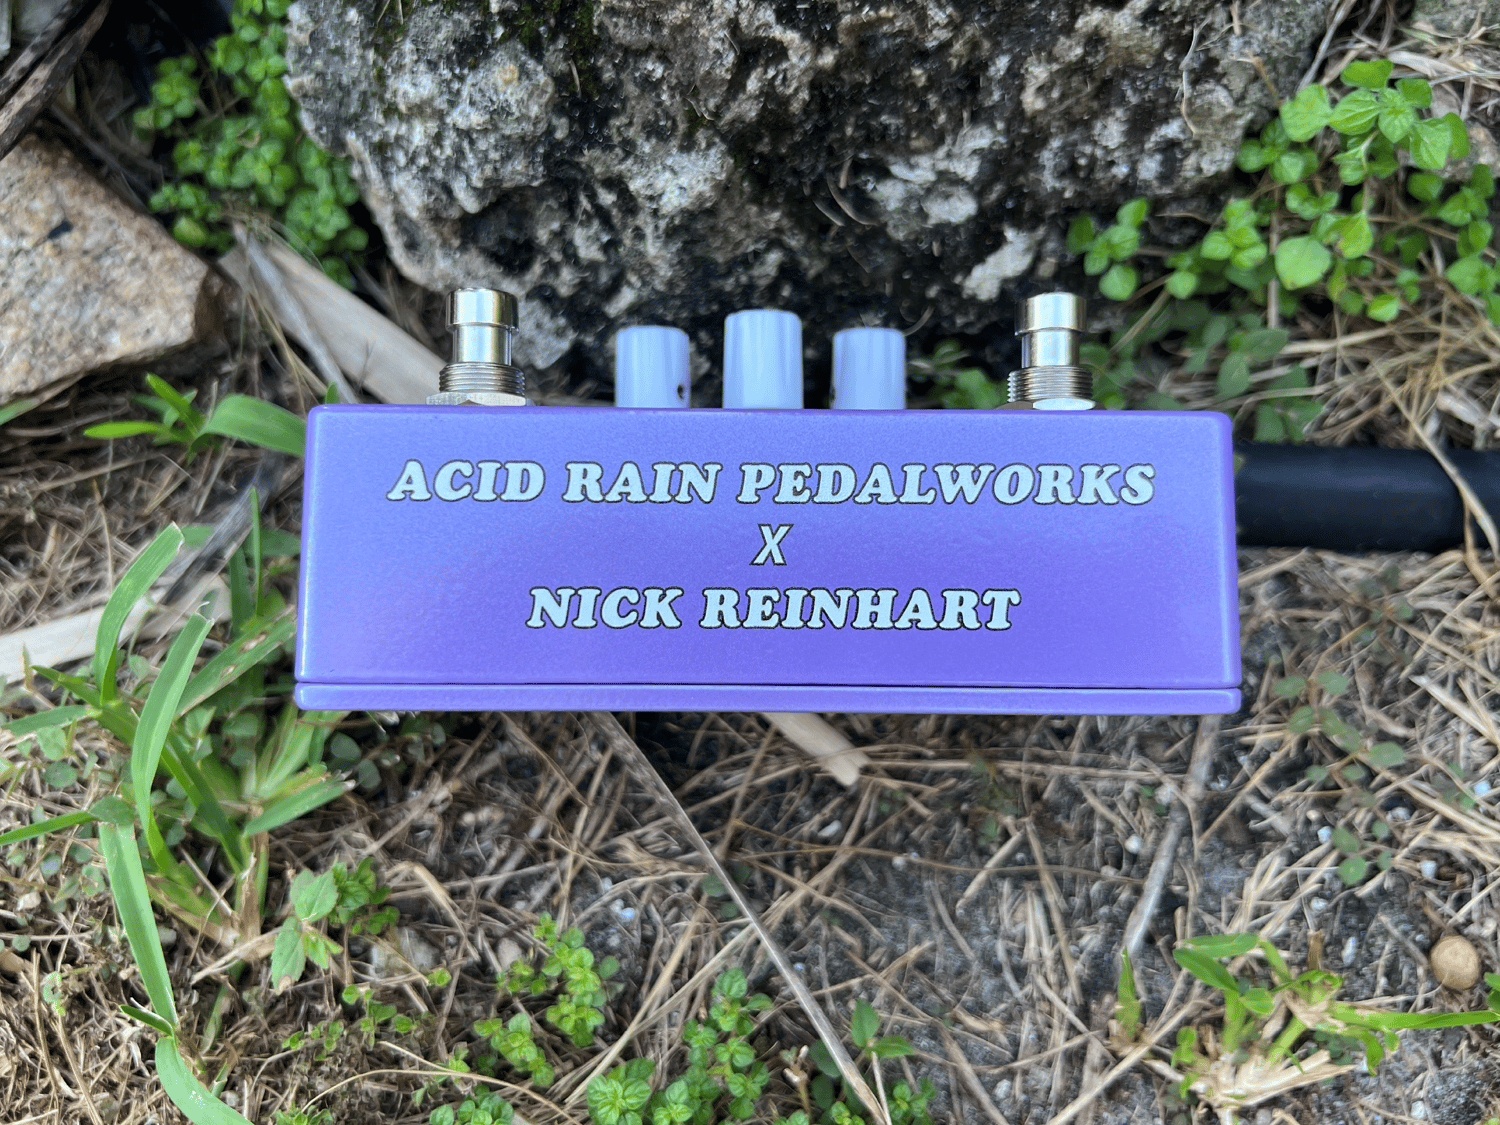 ACID RAIN PEDALWORKS
X
NICK REINHART